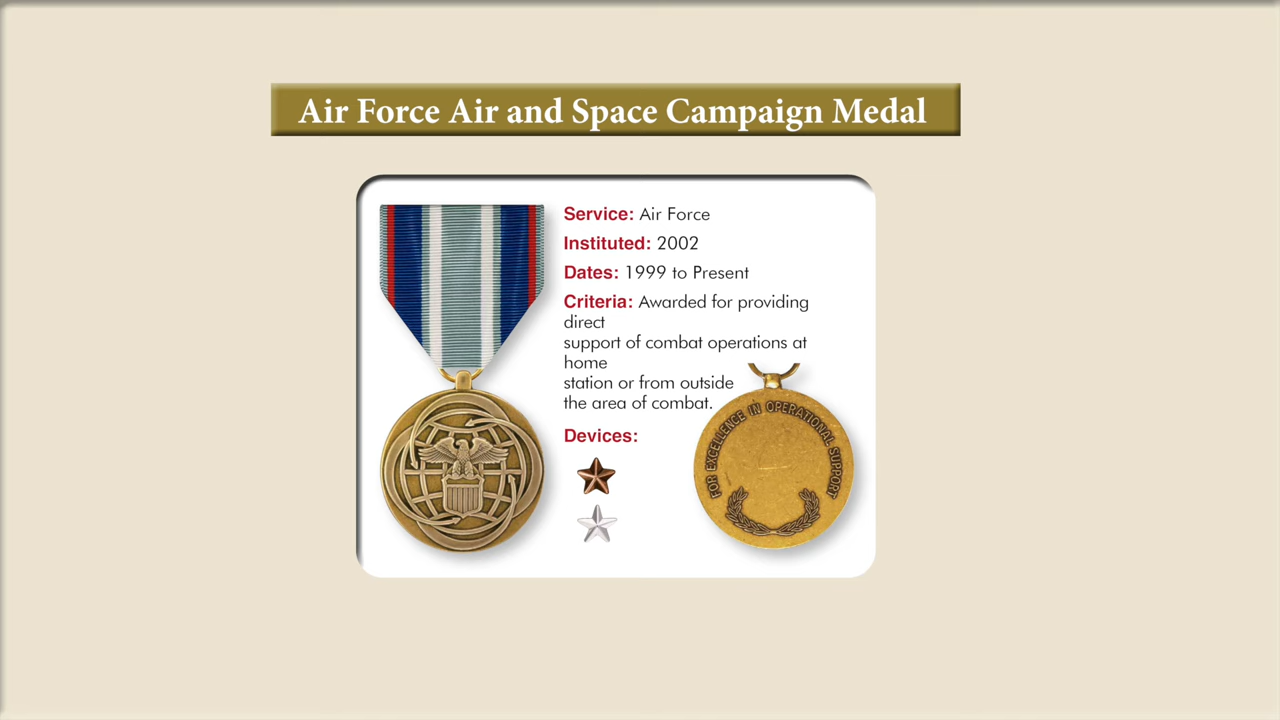 Air Force Air and Space Campaign Medal
Service: Air Force
Instituted: 2002
Dates: 1999 to Present
Criteria: Awarded for providing
direct
support of combat operations at
home
station or from outside
the area of combat.
Devices:
FOR EXCELLENCE IN OPERATIONAL SUPPORT